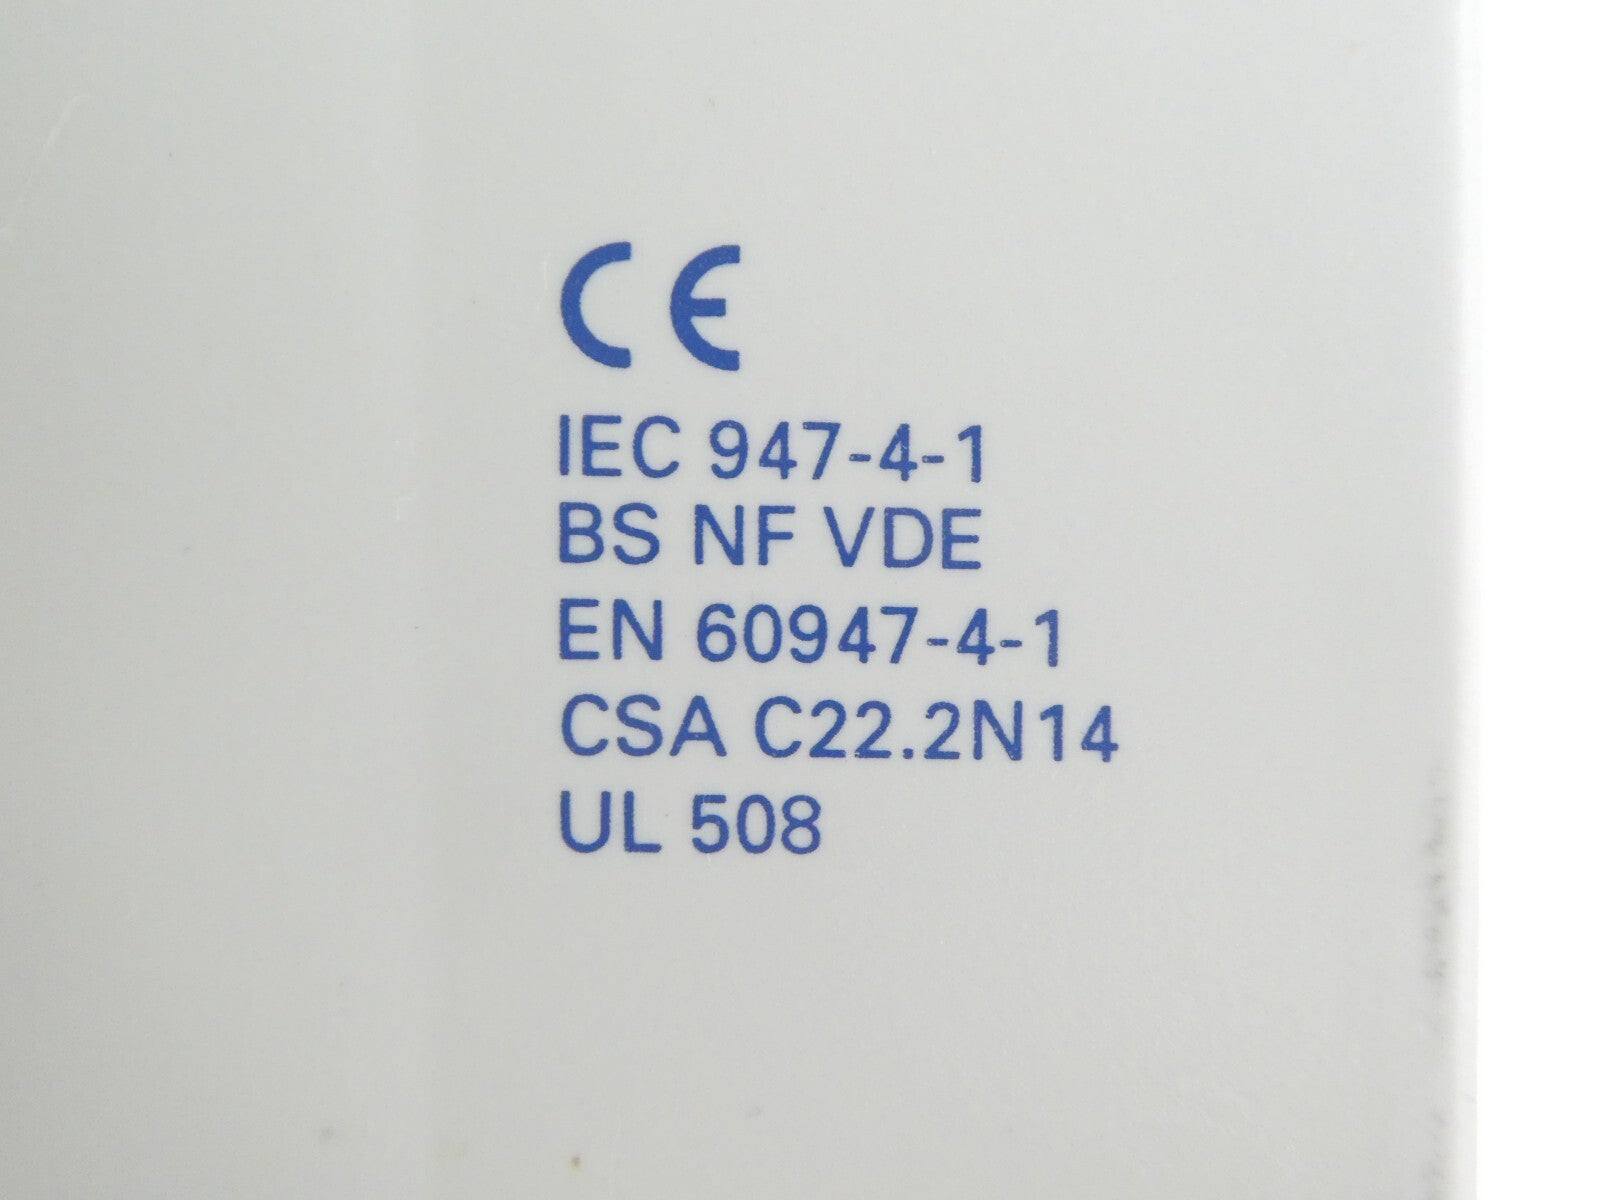 CE
IEC 947-4-1
BS NF VDE
EN 60947-4-1
CSA C22.2N14
UL 508